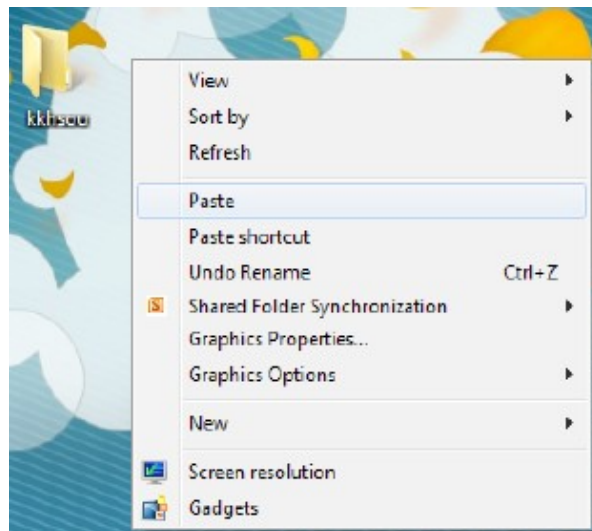 kkhsou
View
Sort by
Refresh
Paste
Paste shortcut
Undo Rename Ctrl+Z
Shared Folder Synchronization
Graphics Properties...
Graphics Options
New
Screen resolution
Gadgets